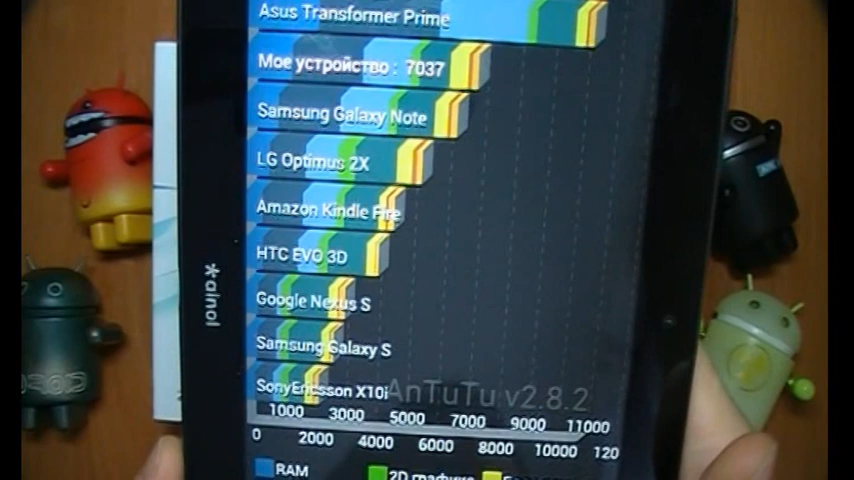 Asus Transformer Prime
Мое устройство : 7037
Samsung Galaxy Note
LG Optimus 2X
Amazon Kindle Fire
HTC EVO 3D
Google Nexus S
Samsung Galaxy S
SonyEricsson X10i
AnTuTu v2.8.2
1000 3000 5000 7000 9000 11000
0 2000 4000 6000 8000 10000 120
RAM 2D графика
ainol